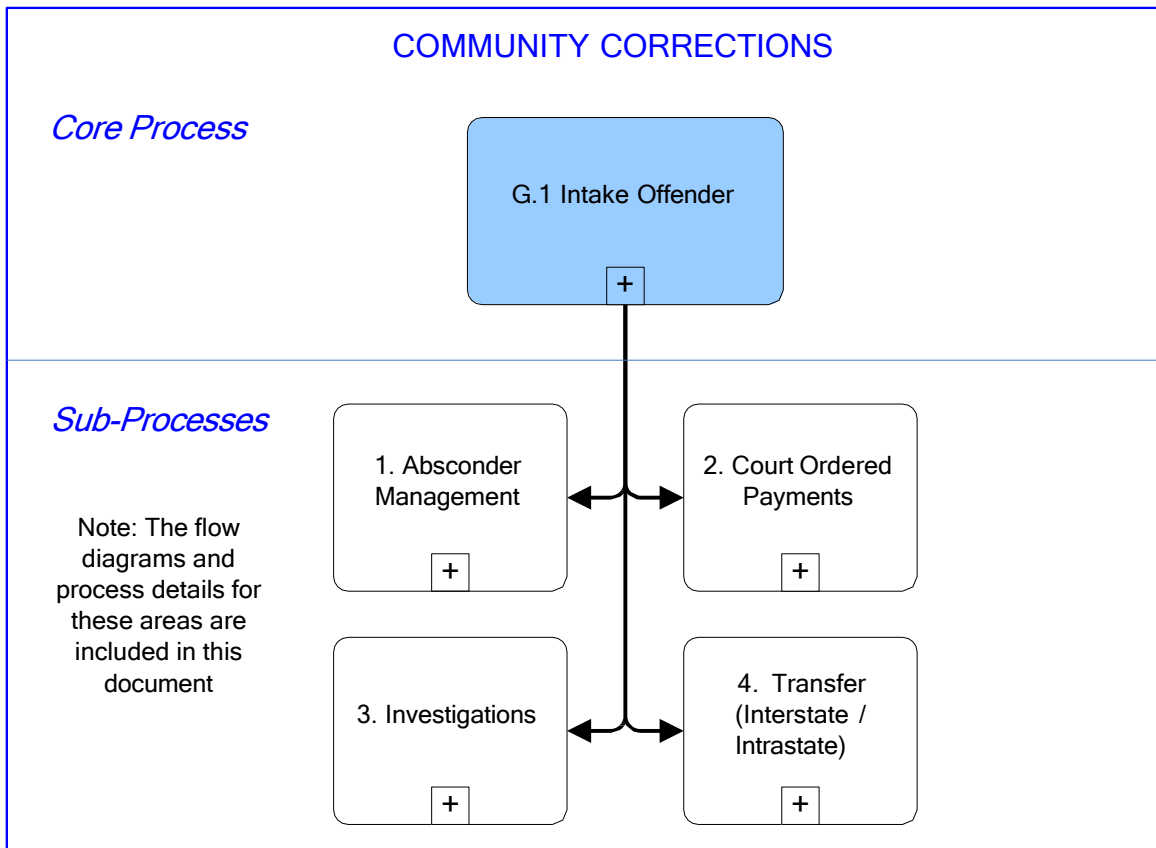 COMMUNITY CORRECTIONS
Core Process
G.1 Intake Offender
+
Sub-Processes
1. Absconder
Management
+
2. Court Ordered
Payments
+
Note: The flow
diagrams and
process details for
these areas are
included in this
document
3. Investigations
+
4. Transfer
(Interstate /
Intrastate)
+